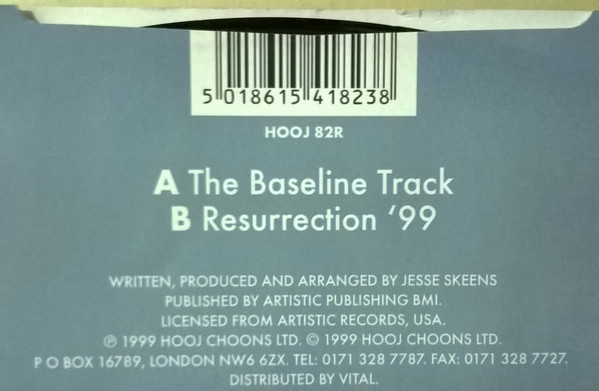 5 018615 418238
HOOJ 82R
A The Baseline Track
B Resurrection ‘99
WRITTEN, PRODUCED AND ARRANGED BY JESSE SKEENS
PUBLISHED BY ARTISTIC PUBLISHING BMI.
LICENSED FROM ARTISTIC RECORDS, USA.
℗ 1999 HOOJ CHOONS LTD. © 1999 HOOJ CHOONS LTD.
P O BOX 16789, LONDON NW6 6ZX. TEL: 0171 328 7787. FAX: 0171 328 7727.
DISTRIBUTED BY VITAL.